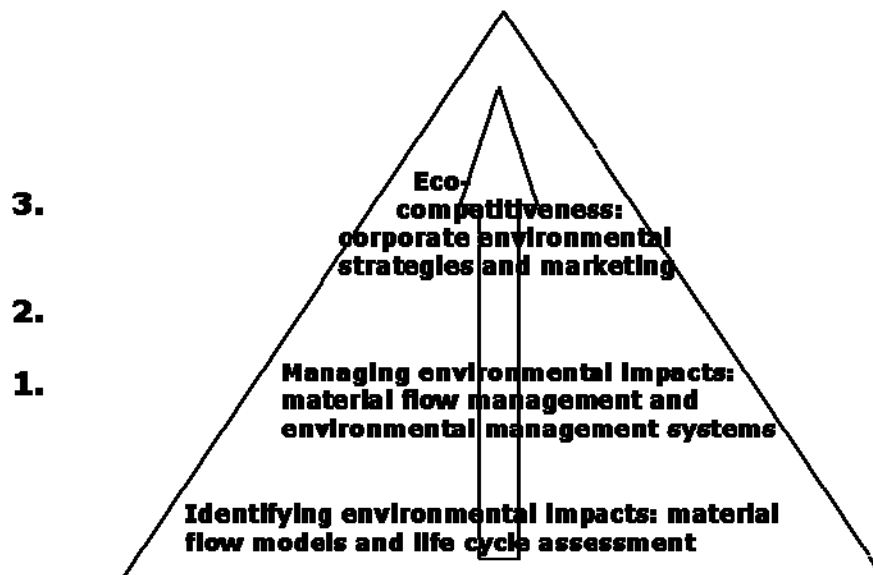 3.
Eco-
competitiveness:
corporate environmental
strategies and marketing
2.
1.
Managing environmental impacts:
material flow management and
environmental management systems
Identifying environmental impacts: material
flow models and life cycle assessment